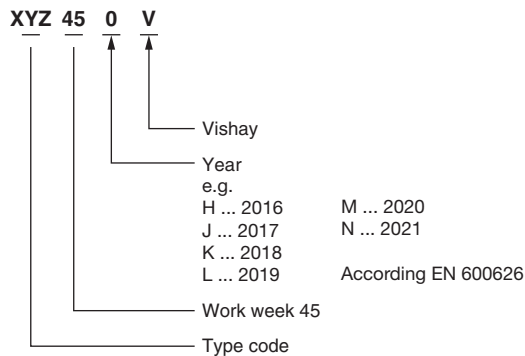 XYZ 45 0 V
Vishay
Year
e.g.
H ... 2016 M ... 2020
J ... 2017 N ... 2021
K ... 2018
L ... 2019 According EN 600626
Work week 45
Type code